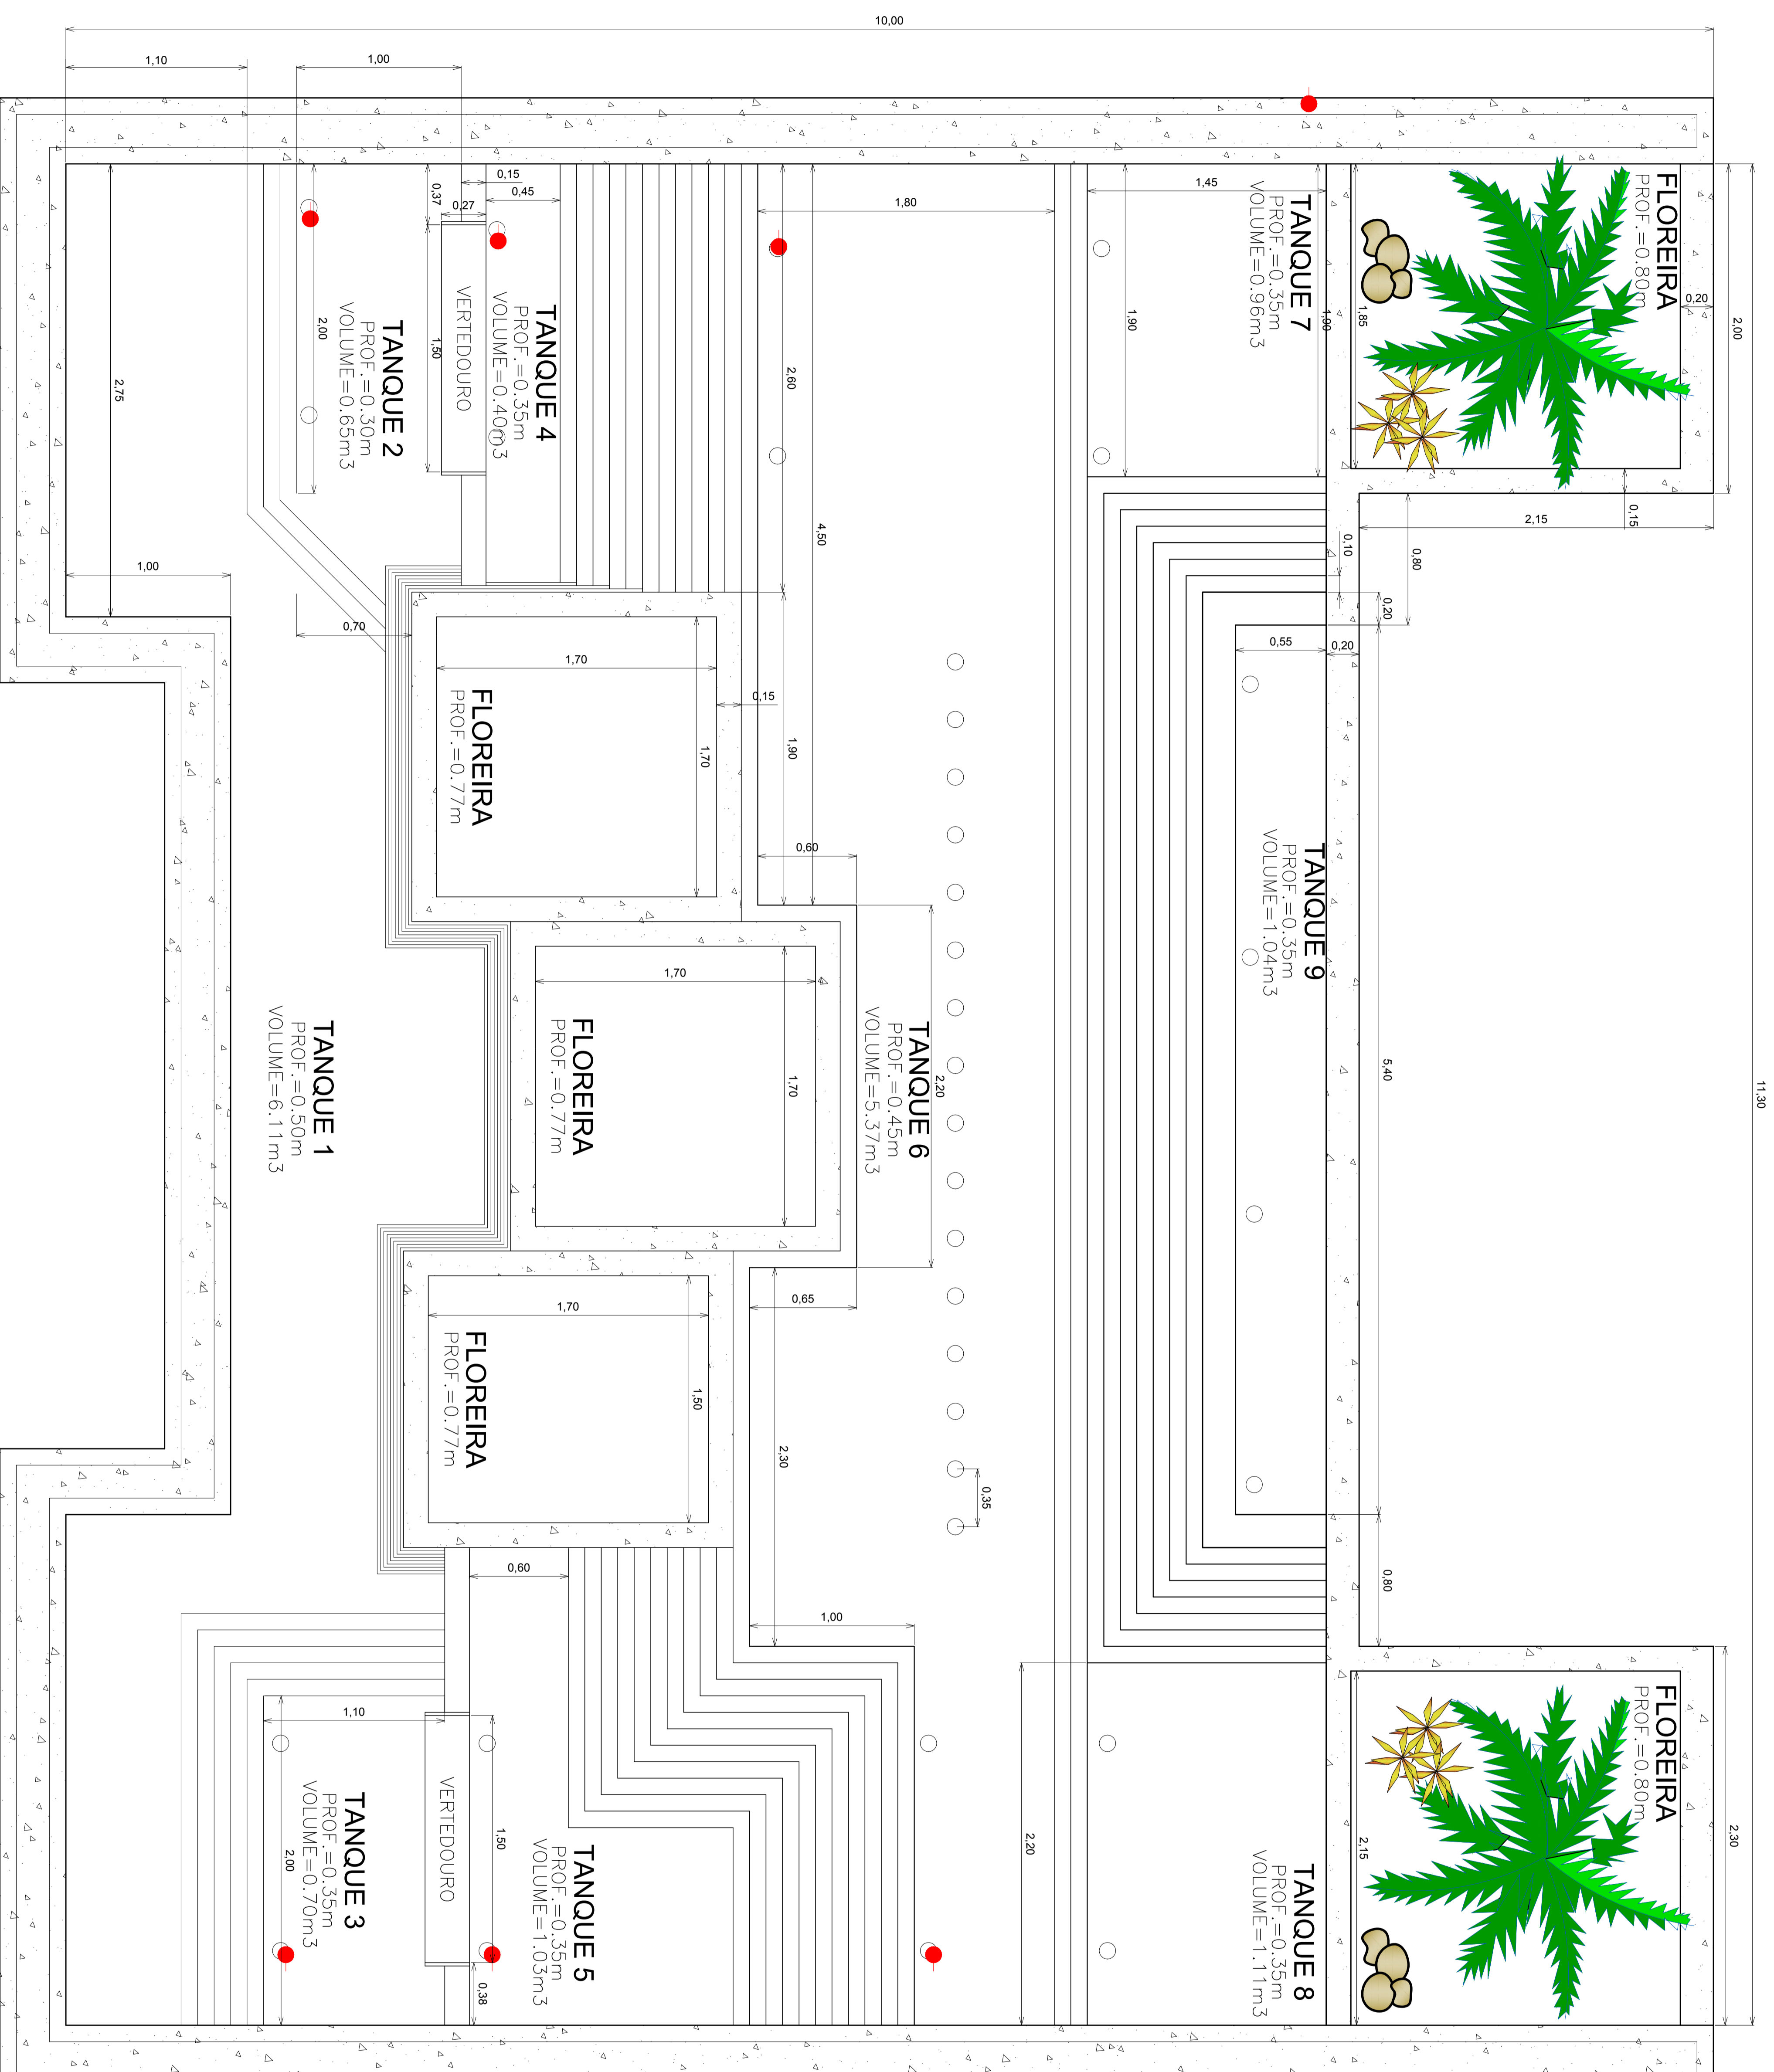 10,00
1,10
1,00
11,30
2,00
0,20
FLOREIRA
PROF.=0.80m
1,85
1,90
2,15
0,15
TANQUE 7
PROF.=0.35m
VOLUME=0.96m3
1,45
1,90
1,80
0,15
0,45
0,37
0,27
1,50
VERTEDOURO
TANQUE 4
PROF.=0.35m
VOLUME=0.40m3
TANQUE 2
PROF.=0.30m
VOLUME=0.65m3
2,00
2,75
1,00
0,70
2,60
4,50
1,90
0,10
0,80
0,20
0,55
0,20
5,40
TANQUE 9
PROF.=0.35m
VOLUME=1.04m3
1,70
1,70
0,15
FLOREIRA
PROF.=0.77m
0,60
2,20
TANQUE 6
PROF.=0.45m
VOLUME=5.37m3
1,70
1,70
FLOREIRA
PROF.=0.77m
TANQUE 1
PROF.=0.50m
VOLUME=6.11m3
0,65
1,70
1,50
FLOREIRA
PROF.=0.77m
2,30
0,35
0,80
0,60
1,00
2,30
FLOREIRA
PROF.=0.80m
2,15
TANQUE 8
PROF.=0.35m
VOLUME=1.11m3
2,20
TANQUE 5
PROF.=0.35m
VOLUME=1.03m3
1,50
VERTEDOURO
0,38
1,10
TANQUE 3
PROF.=0.35m
VOLUME=0.70m3
2,00